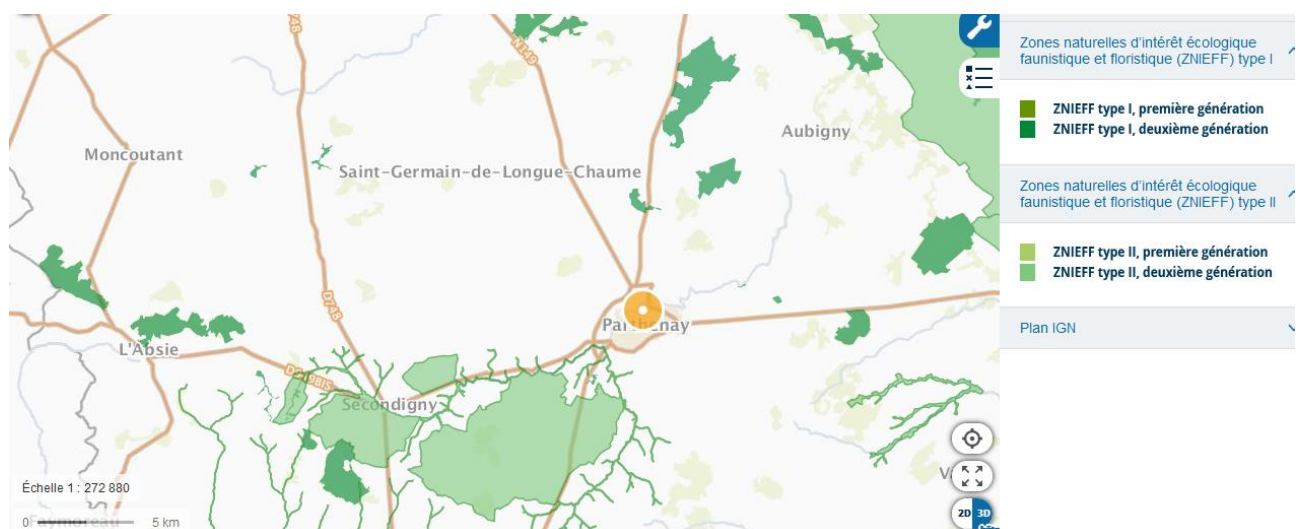 N149
Aubigny
Moncoutant
Saint-Germain-de-Longue-Chaume
D748
Parthenay
L'Absie
Secondigny
Échelle 1 : 272 880
0
5 km
2D 3D
Zones naturelles d'intérêt écologique
faunistique et floristique (ZNIEFF) type I
ZNIEFF type I, première génération
ZNIEFF type I, deuxième génération
Zones naturelles d'intérêt écologique
faunistique et floristique (ZNIEFF) type II
ZNIEFF type II, première génération
ZNIEFF type II, deuxième génération
Plan IGN